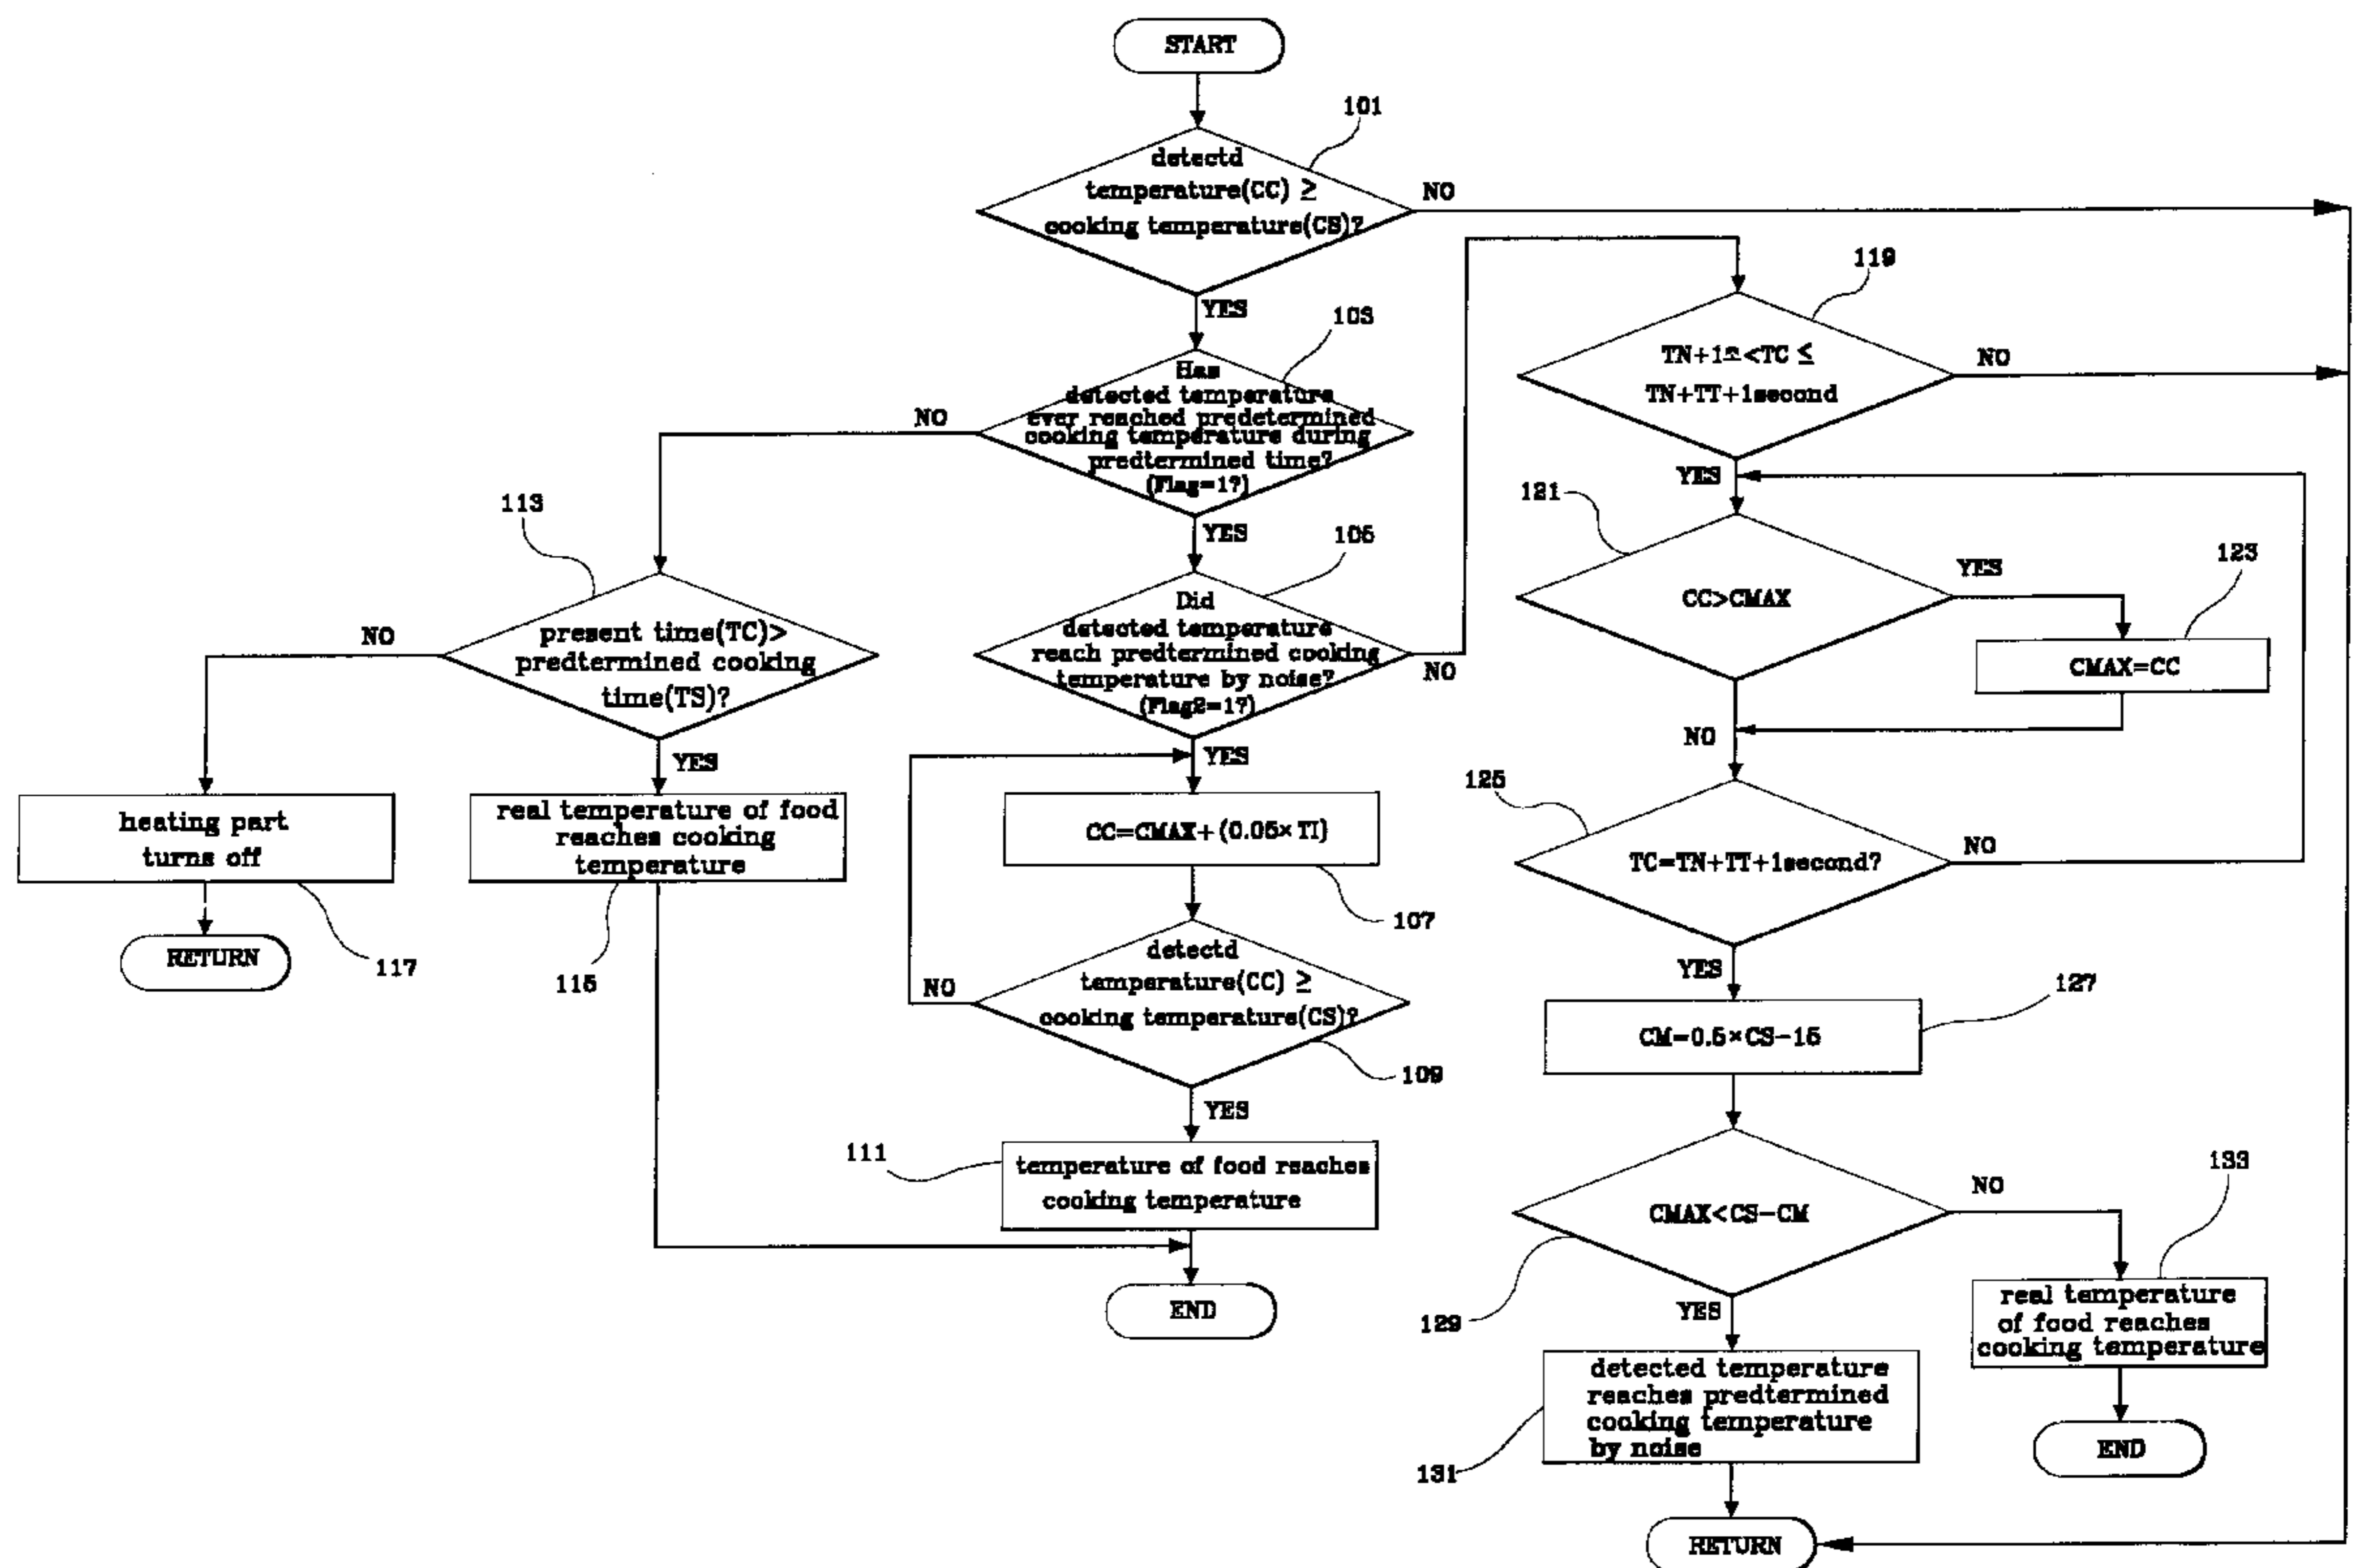 START
101
detectd
temperature(CC) ≥
cooking temperature(CS)?
NO
YES
103
Has
detected temperature
ever reached predetermined
cooking temperature during
predtermined time?
(Flag=1?)
NO
YES
105
Did
detected temperature
reach predtermined cooking
temperature by noise?
(Flag2=1?)
NO
YES
CC=CMAX+(0.05×TI)
107
detectd
temperature(CC) ≥
cooking temperature(CS)?
NO
109
YES
111
temperature of food reaches
cooking temperature
END
113
present time(TC)>
predtermined cooking
time(TS)?
NO
YES
heating part
turns off
117
RETURN
real temperature of food
reaches cooking
temperature
115
119
<TC ≤
TN+TT+1second
NO
YES
121
CC>CMAX
YES
123
CMAX=CC
NO
125
TC=TN+TT+1second?
NO
YES
127
CM=0.5×CS-15
CMAX<CS-CM
NO
129
YES
133
real temperature
of food reaches
cooking temperature
END
detected temperature
reaches predtermined
cooking temperature
by noise
131
RETURN